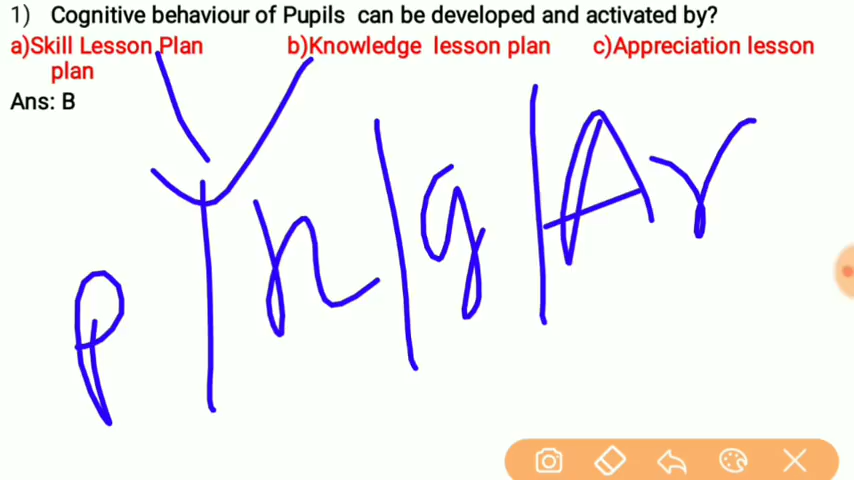 1) Cognitive behaviour of Pupils can be developed and activated by?
a)Skill Lesson Plan b)Knowledge lesson plan c)Appreciation lesson
plan
Ans: B